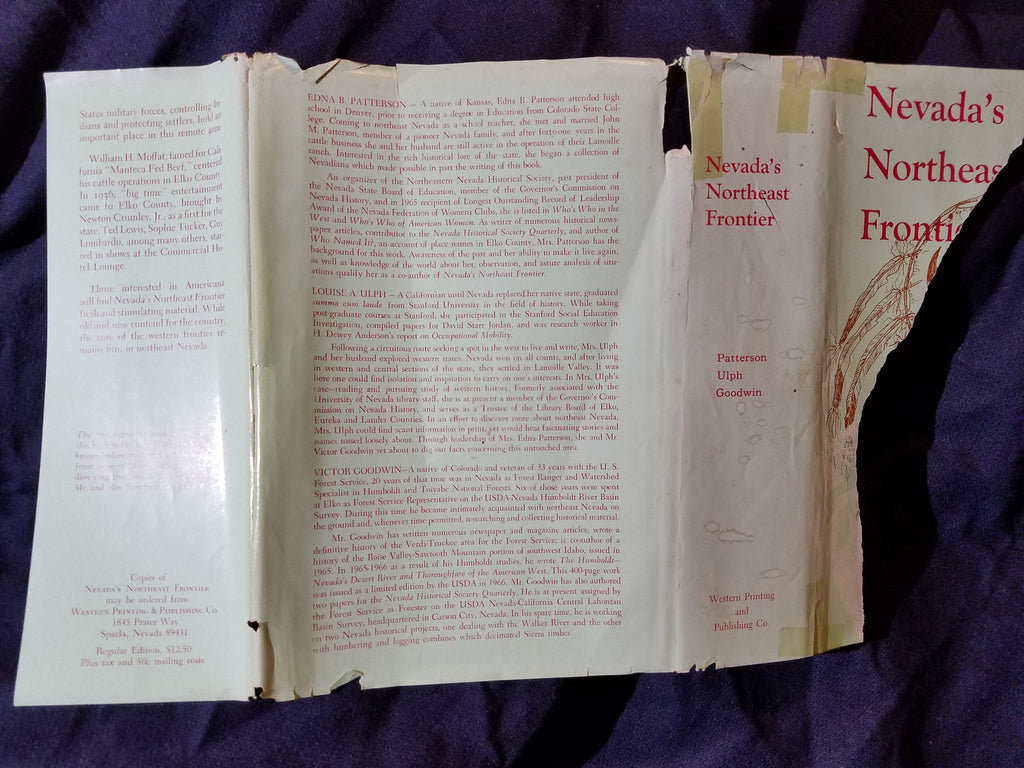 States military forces, controlling In
dians and protecting settlers, hold an
important place in this remote area.
William H. Moffat, famed for Cali
fornia "Manteca Fed Beef," centered
his cattle operations in Elko County.
In 1936, "big time" entertainment
came to Elko County, brought by
Newton Crumley, Jr., as a first for the
state. Ted Lewis, Sophie Tucker, Guy
Lombardo, among many others, star
red in shows at the Commercial Ho
tel Lounge.
Those interested in Americana
will find Nevada's Northeast Frontier
fresh and stimulating material. While
old and new contend for the country,
the core of the western frontier re
mains firm in northeast Nevada.
Copies of
NEVADA'S NORTHEAST FRONTIER
may be ordered from
WESTERN PRINTING & PUBLISHING CO.
1845 Prater Way
Sparks, Nevada 89431
Regular Edition, $12.50
Plus tax and 50c mailing costs
EDNA B. PATTERSON — A native of Kansas, Edna B. Patterson attended high
school in Denver, prior to receiving a degree in Education from Colorado State Col-
lege. Coming to northeast Nevada as a school teacher, she met and married John
M. Patterson, member of a pioneer Nevada family, and after forty-one years in the
cattle business she and her husband are still active in the operation of their Lamoille
ranch. Interested in the rich historical lore of the state, she began a collection of
Nevadiana which made possible in part the writing of this book.
An organizer of the Northeastern Nevada Historical Society, past president of
the Nevada State Board of Education, member of the Governor's Commission on
Nevada History, and in 1965 recipient of Longest Outstanding Record of Leadership
Award of the Nevada Federation of Womens Clubs, she is listed in Who's Who in the
West and Who's Who of American Women. As writer of numerous historical news-
paper articles, contributor to the Nevada Historical Society Quarterly, and author of
Who Named It?, an account of place names in Elko County, Mrs. Patterson has the
background for this work. Awareness of the past and her ability to make it live again,
as well as knowledge of the world about her, observation, and astute analysis of situ-
ations qualify her as a co-author of Nevada's Northeast Frontier.
LOUISE A. ULPH — A Californian until Nevada replaced her native state, graduated
summa cum laude from Stanford University in the field of history. While taking
post-graduate courses at Stanford, she participated in the Stanford Social Education
Investigation, compiled papers for David Starr Jordan, and was research worker in
H. Dewey Anderson's report on Occupational Mobility.
Following a circuitous route seeking a spot in the west to live and write, Mrs. Ulph
and her husband explored western states. Nevada won on all counts, and after living
in western and central sections of the state, they settled in Lamoille Valley. It was
here one could find isolation and inspiration to carry on one's interests. In Mrs. Ulph's
case—reading and pursuing study of western history. Formerly associated with the
University of Nevada library staff, she is at present a member of the Governor's Com-
mission on Nevada History, and serves as a Trustee of the Library Board of Elko,
Eureka and Lander Counties. In an effort to discover more about northeast Nevada,
Mrs. Ulph could find scant information in print, yet would hear fascinating stories and
names tossed loosely about. Through leadership of Mrs. Edna Patterson, she and Mr.
Victor Goodwin set about to dig out facts concerning this untouched area.
VICTOR GOODWIN—A native of Colorado and veteran of 33 years with the U. S.
Forest Service, 20 years of that time was in Nevada as Forest Ranger and Watershed
Specialist in Humboldt and Toiyabe National Forests. Six of those years were spent
at Elko as Forest Service Representative on the USDA-Nevada Humboldt River Basin
Survey. During this time he became intimately acquainted with northeast Nevada on
the ground and, whenever time permitted, researching and collecting historical material.
Mr. Goodwin has written numerous newspaper and magazine articles; wrote a
definitive history of the Verdi-Truckee area for the Forest Service; is co-author of a
history of the Boise Valley-Sawtooth Mountain portion of southwest Idaho, issued in
1965. In 1965-1966 as a result of his Humboldt studies, he wrote The Humboldt—
Nevada's Desert River and Thoroughfare of the American West. This 400-page work
was issued as a limited edition by the USDA in 1966. Mr. Goodwin has also authored
two papers for the Nevada Historical Society Quarterly. He is at present assigned by
the Forest Service as Forester on the USDA Nevada-California Central Lahontan
Basin Survey, headquartered in Carson City, Nevada. In his spare time, he is working
on two Nevada historical projects, one dealing with the Walker River and the other
with lumbering and logging combines which decimated Sierra timber.
Nevada's
Northeast
Frontier
Patterson
Ulph
Goodwin
Western Printing
and
Publishing Co.
Nevada's
Northeas
Fronti